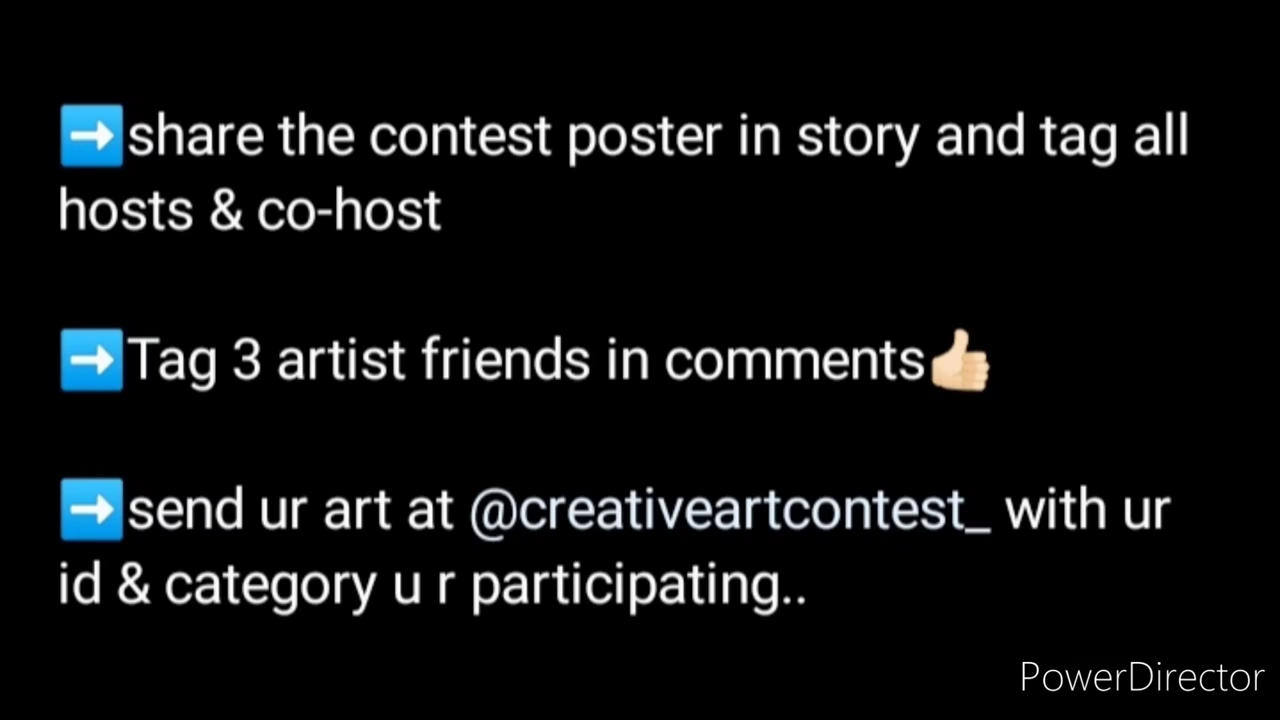 ➡️share the contest poster in story and tag all
hosts & co-host
➡️Tag 3 artist friends in comments👍🏻
➡️send ur art at @creativeartcontest_ with ur
id & category u r participating..
PowerDirector